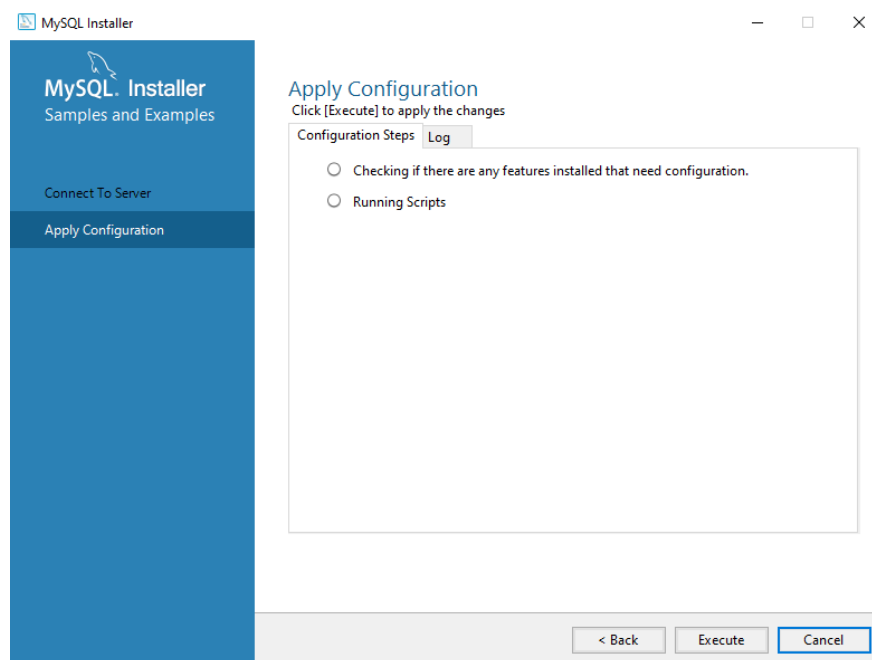 MySQL Installer
MySQL. Installer
Samples and Examples
Connect To Server
Apply Configuration
Apply Configuration
Click [Execute] to apply the changes
Configuration Steps Log
Checking if there are any features installed that need configuration.
Running Scripts
< Back Execute Cancel